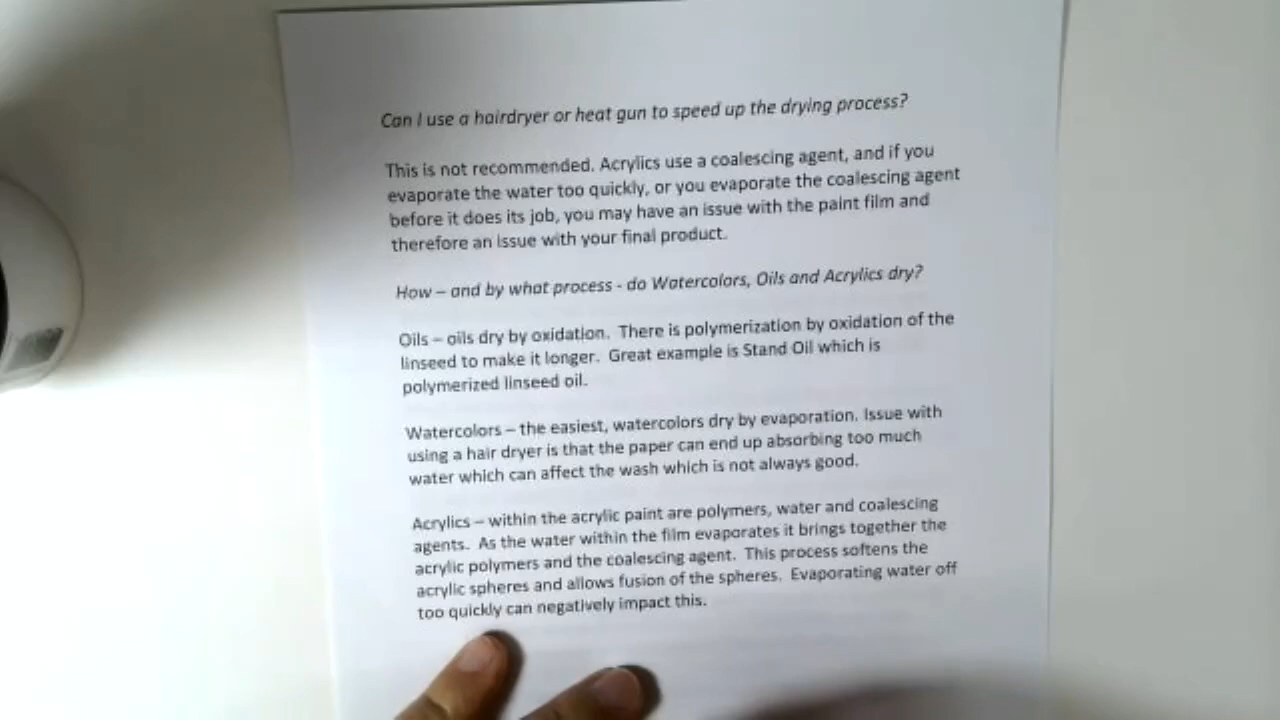 Can I use a hairdryer or heat gun to speed up the drying process?
This is not recommended. Acrylics use a coalescing agent, and if you
evaporate the water too quickly, or you evaporate the coalescing agent
before it does its job, you may have an issue with the paint film and
therefore an issue with your final product.
How – and by what process - do Watercolors, Oils and Acrylics dry?
Oils – oils dry by oxidation.  There is polymerization by oxidation of the
linseed to make it longer.  Great example is Stand Oil which is
polymerized linseed oil.
Watercolors – the easiest, watercolors dry by evaporation. Issue with
using a hair dryer is that the paper can end up absorbing too much
water which can affect the wash which is not always good.
Acrylics – within the acrylic paint are polymers, water and coalescing
agents.  As the water within the film evaporates it brings together the
acrylic polymers and the coalescing agent.  This process softens the
acrylic spheres and allows fusion of the spheres.  Evaporating water off
too quickly can negatively impact this.